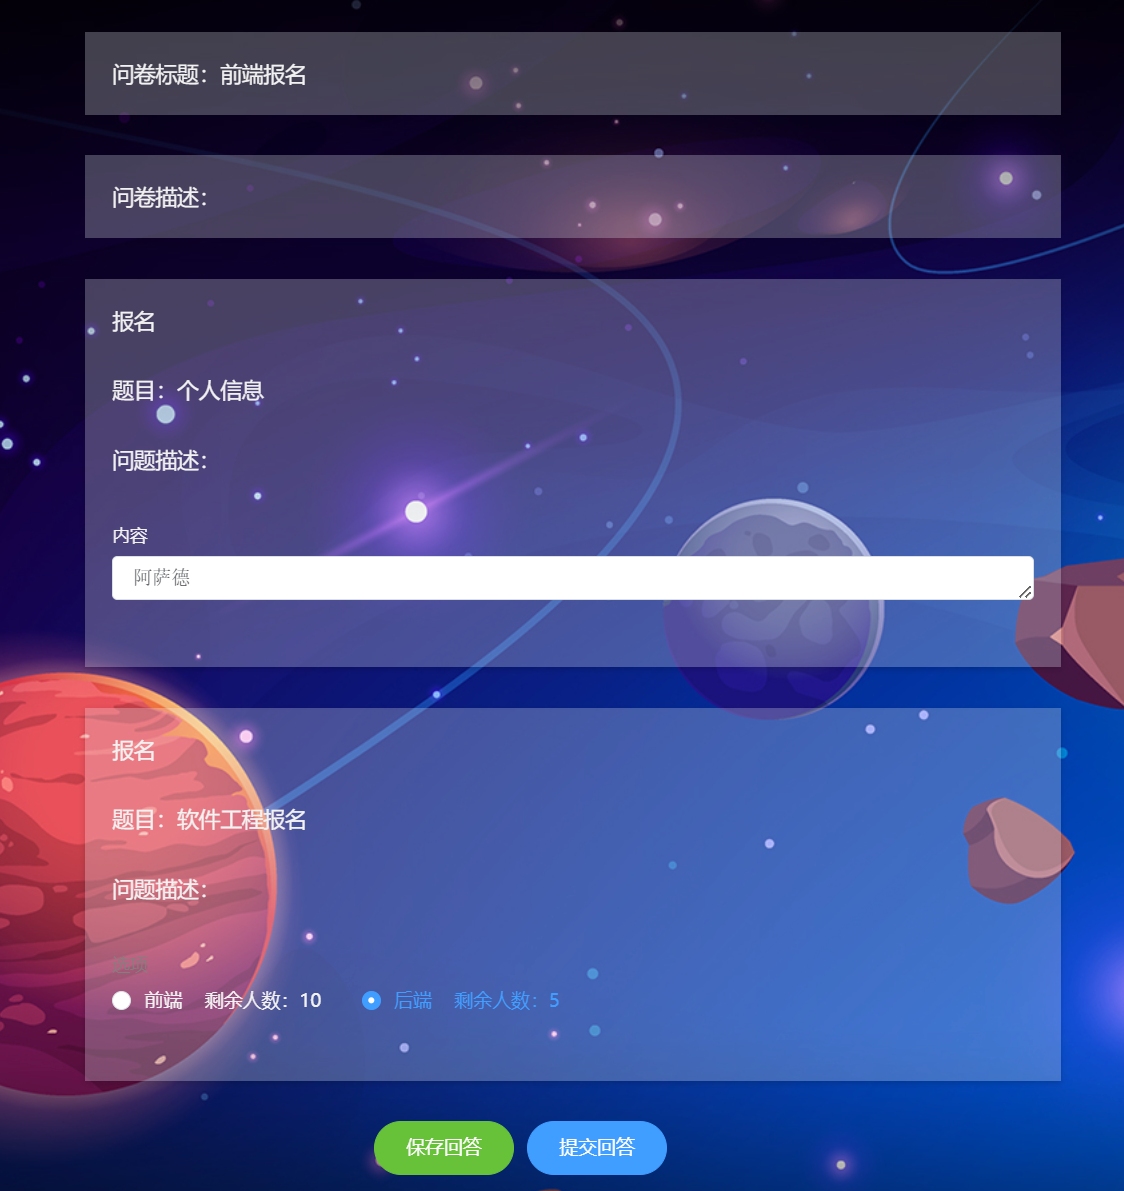 问卷标题：前端报名
问卷描述：
报名
题目：个人信息
问题描述：
内容
阿萨德
报名
题目：软件工程报名
问题描述：
前端 剩余人数：10 后端 剩余人数：5
保存回答 提交回答